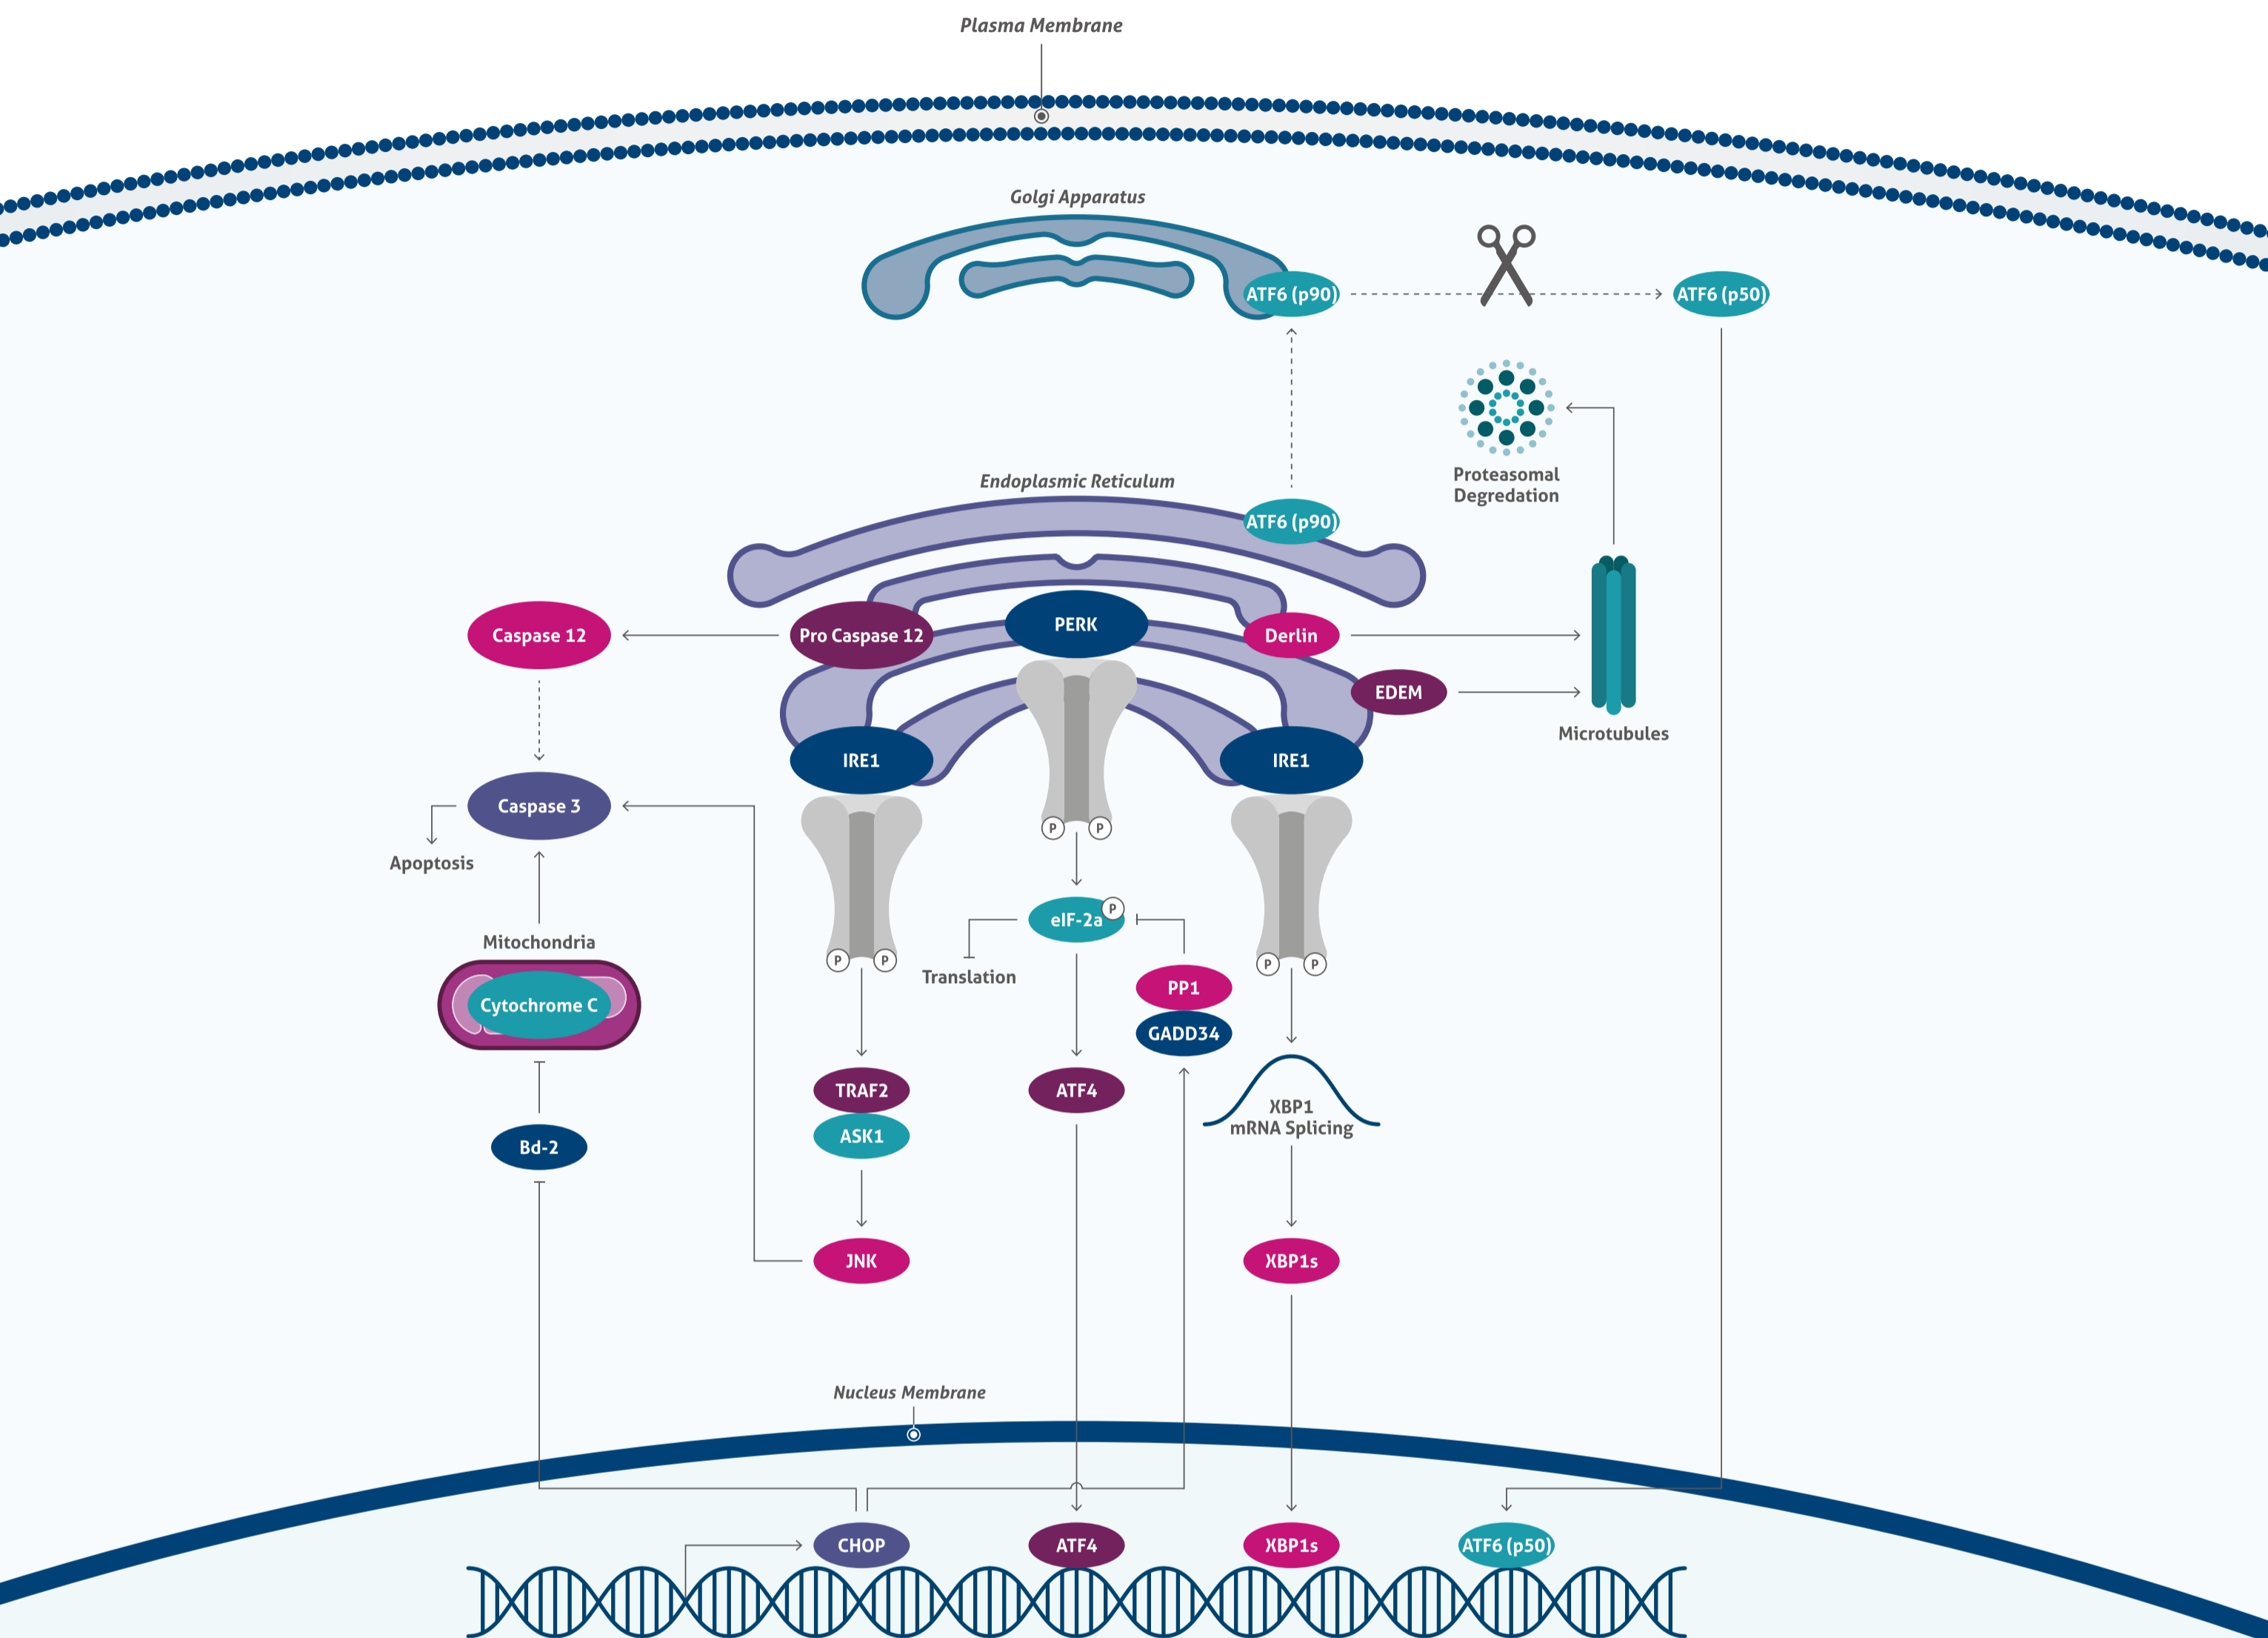 Plasma Membrane
Golgi Apparatus
ATF6 (p90)
ATF6 (p50)
Proteasomal
Degredation
Endoplasmic Reticulum
ATF6 (p90)
Caspase 12
Pro Caspase 12
PERK
Derlin
EDEM
Microtubules
IRE1
IRE1
Caspase 3
P
P
Apoptosis
eIF-2a
P
Mitochondria
Translation
P
P
P
P
PP1
Cytochrome C
GADD34
TRAF2
ATF4
XBP1
mRNA Splicing
ASK1
Bd-2
JNK
XBP1s
Nucleus Membrane
CHOP
ATF4
XBP1s
ATF6 (p50)